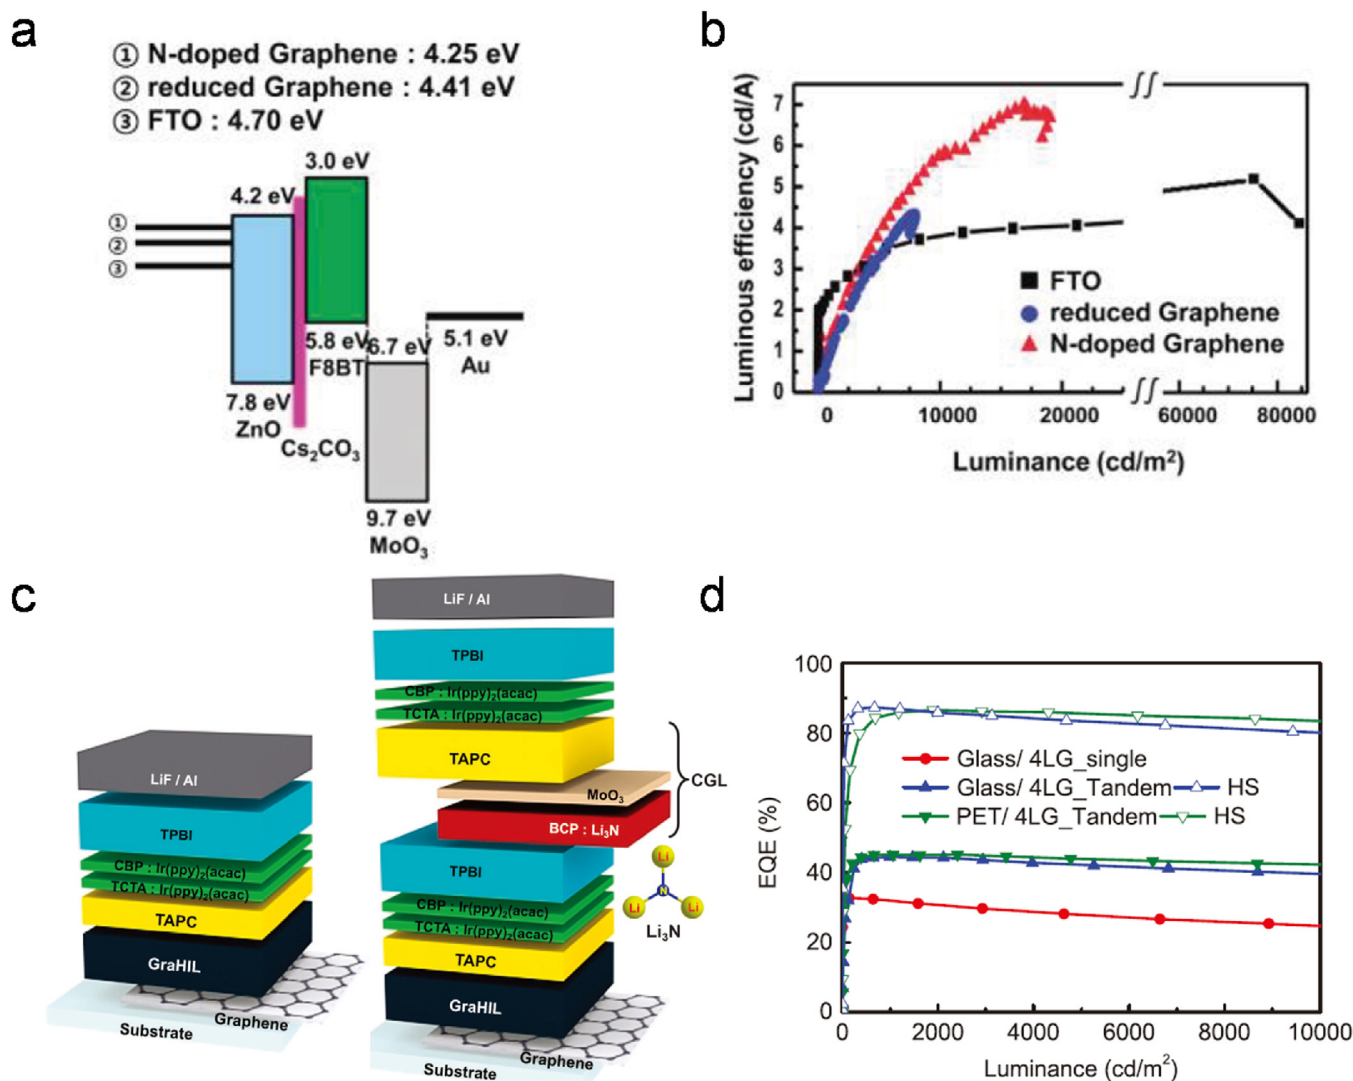 a
① N-doped Graphene : 4.25 eV
② reduced Graphene : 4.41 eV
③ FTO : 4.70 eV
3.0 eV
4.2 eV
①
②
③
5.8 eV
6.7 eV
5.1 eV
F8BT
Au
7.8 eV
ZnO
Cs₂CO₃
9.7 eV
MoO₃
b
Luminous efficiency (cd/A)
7
6
5
4
3
2
1
0
FTO
reduced Graphene
N-doped Graphene
0 10000 20000 60000 80000
Luminance (cd/m²)
c
LiF / Al
TPBI
CBP : Ir(ppy)₂(acac)
TCTA : Ir(ppy)₂(acac)
TAPC
GraHIL
Graphene
Substrate
LiF / Al
TPBI
CBP : Ir(ppy)₂(acac)
TCTA : Ir(ppy)₂(acac)
TAPC
MoO₃
CGL
BCP : Li₃N
TPBI
CBP : Ir(ppy)₂(acac)
TCTA : Ir(ppy)₂(acac)
TAPC
GraHIL
Graphene
Substrate
Li
N
Li
Li
Li₃N
d
EQE (%)
100
80
60
40
20
0
Glass/ 4LG_single
Glass/ 4LG_Tandem HS
PET/ 4LG_Tandem HS
0 2000 4000 6000 8000 10000
Luminance (cd/m²)